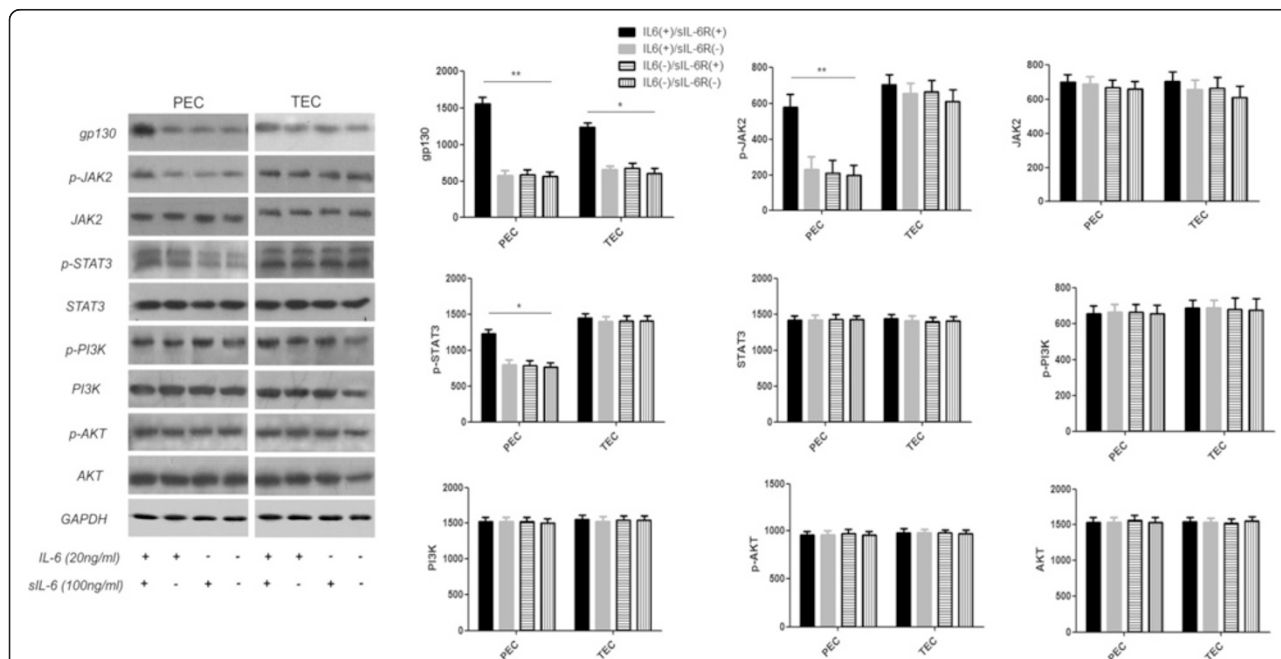 PEC TEC
gp130
p-JAK2
JAK2
p-STAT3
STAT3
p-PI3K
PI3K
p-AKT
AKT
GAPDH
IL-6 (20ng/ml) + + - - + + - -
sIL-6 (100ng/ml) + - + - + - + -
IL6(+)/sIL-6R(+)
IL6(+)/sIL-6R(-)
IL6(-)/sIL-6R(+)
IL6(-)/sIL-6R(-)
gp130
2000
1500
1000
500
0
**
*
PEC
TEC
p-JAK2
800
600
400
200
0
**
PEC
TEC
JAK2
800
600
400
200
0
PEC
TEC
p-STAT3
2000
1500
1000
500
0
*
PEC
TEC
STAT3
2000
1500
1000
500
0
PEC
TEC
p-PI3K
800
600
400
200
0
PEC
TEC
PI3K
2000
1500
1000
500
0
PEC
TEC
p-AKT
1500
1000
500
0
PEC
TEC
AKT
2000
1500
1000
500
0
PEC
TEC